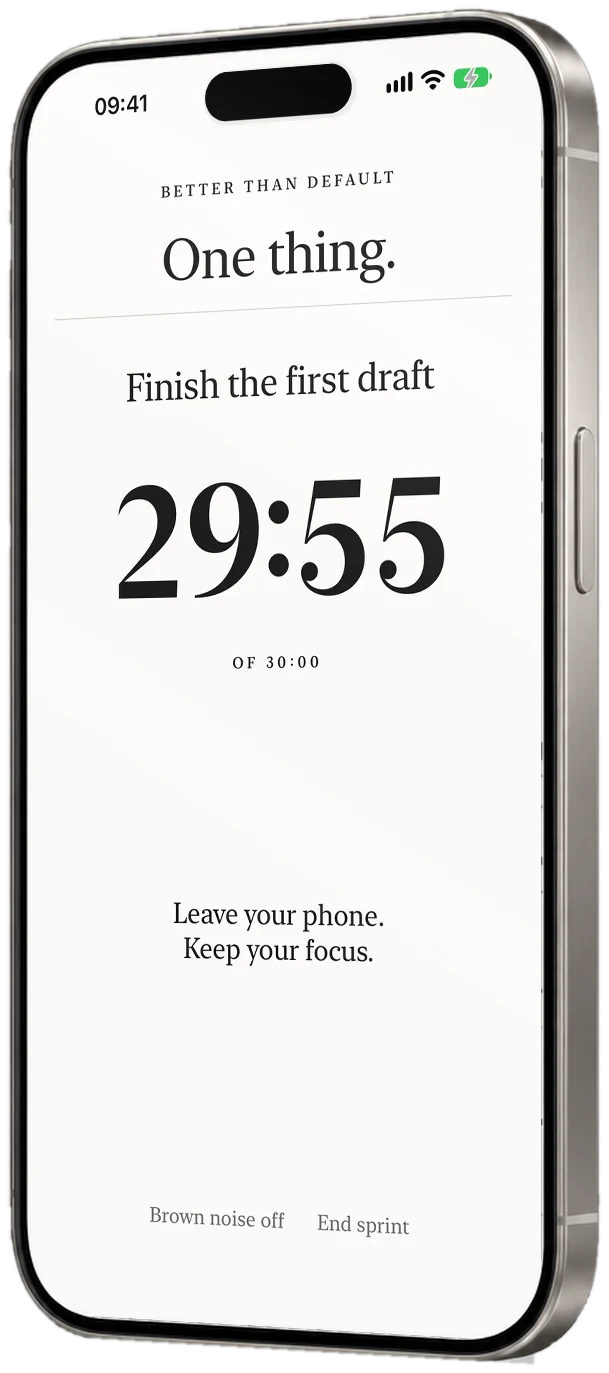 09:41
BETTER THAN DEFAULT
One thing.
Finish the first draft
29:55
OF 30:00
Leave your phone.
Keep your focus.
Brown noise off End sprint